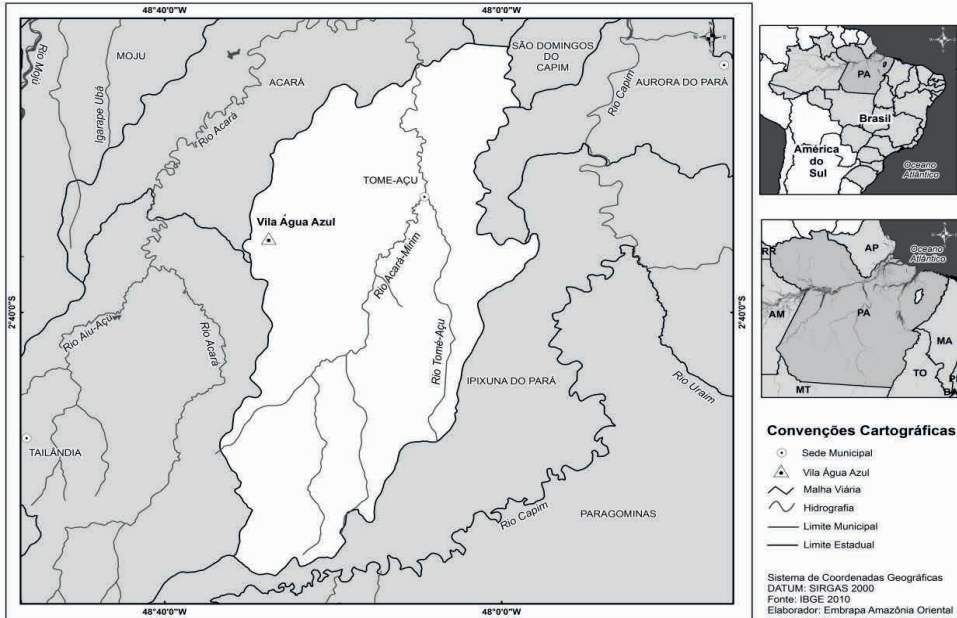 48°40'0"W
48°0'0"W
Rio Mojú
MOJU
Igarape Ubá
ACARÁ
Rio Acará
SÃO DOMINGOS
DO
CAPIM
AURORA DO PARÁ
Rio Capim
TOME-AÇU
Vila Água Azul
Rio Acará-Mirim
2°40'0"S
2°40'0"S
Rio Aiu-Açu
Rio Acará
Rio Tomé-Açu
IPIXUNA DO PARÁ
Rio Uraim
TAILÂNDIA
Rio Capim
PARAGOMINAS
48°40'0"W
48°0'0"W
PA
Brasil
América
do
Sul
Oceano
Atlântico
RR
AP
Oceano
Atlântico
AM
PA
MA
TO
MT
Convenções Cartográficas
Sede Municipal
Vila Água Azul
Malha Viária
Hidrografia
Limite Municipal
Limite Estadual
Sistema de Coordenadas Geográficas
DATUM: SIRGAS 2000
Fonte: IBGE 2010
Elaborador: Embrapa Amazônia Oriental